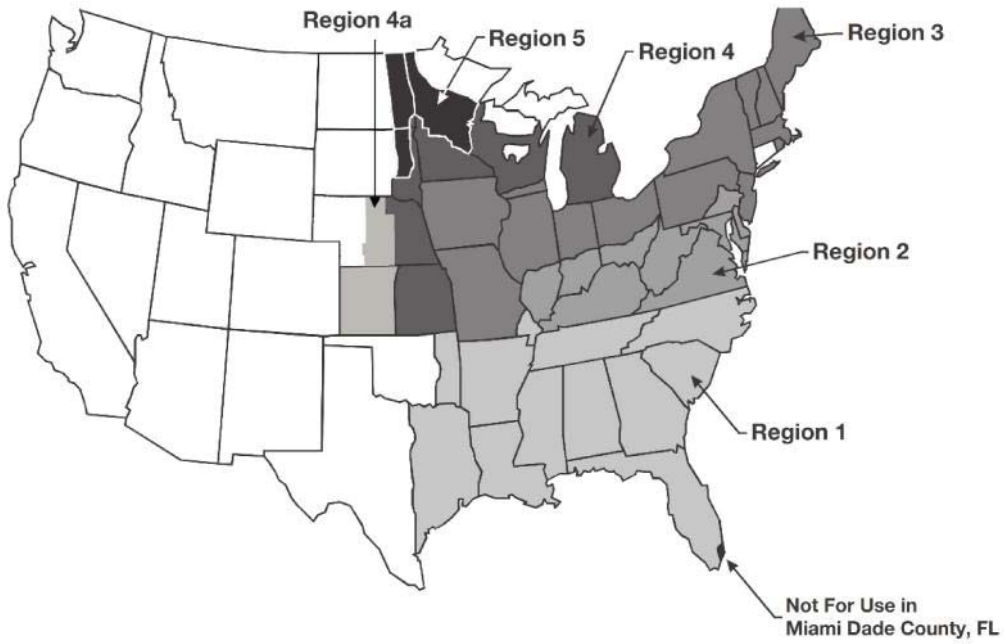 Region 4a
Region 5
Region 4
Region 3
Region 2
Region 1
Not For Use in
Miami Dade County, FL